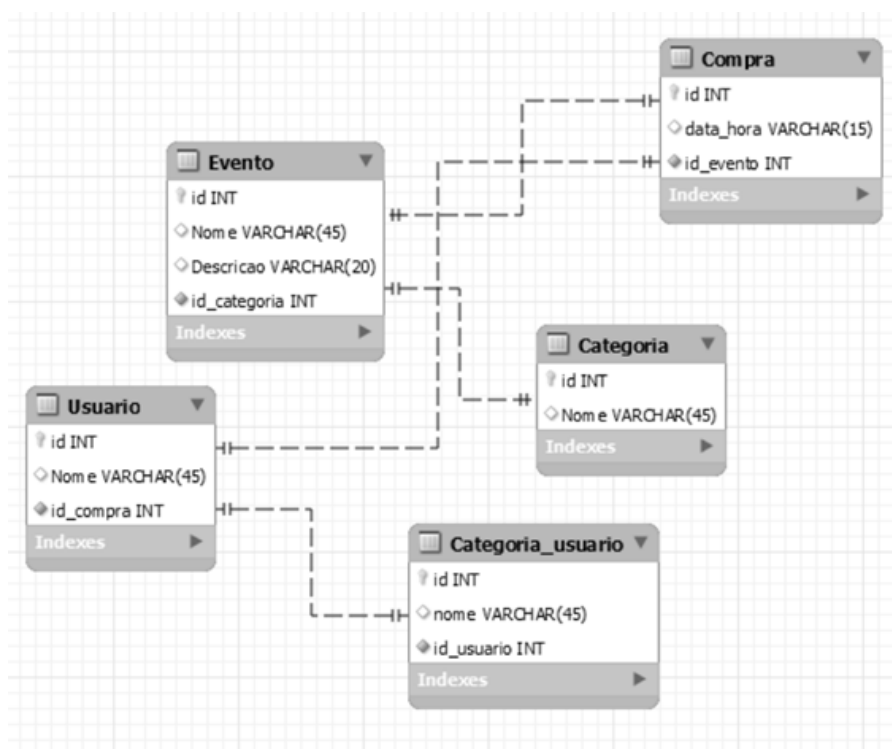 Compra
id INT
data_hora VARCHAR(15)
id_evento INT
Indexes
Evento
id INT
Nome VARCHAR(45)
Descricao VARCHAR(20)
id_categoria INT
Indexes
Categoria
id INT
Nome VARCHAR(45)
Indexes
Usuario
id INT
Nome VARCHAR(45)
id_compra INT
Indexes
Categoria_usuario
id INT
nome VARCHAR(45)
id_usuario INT
Indexes